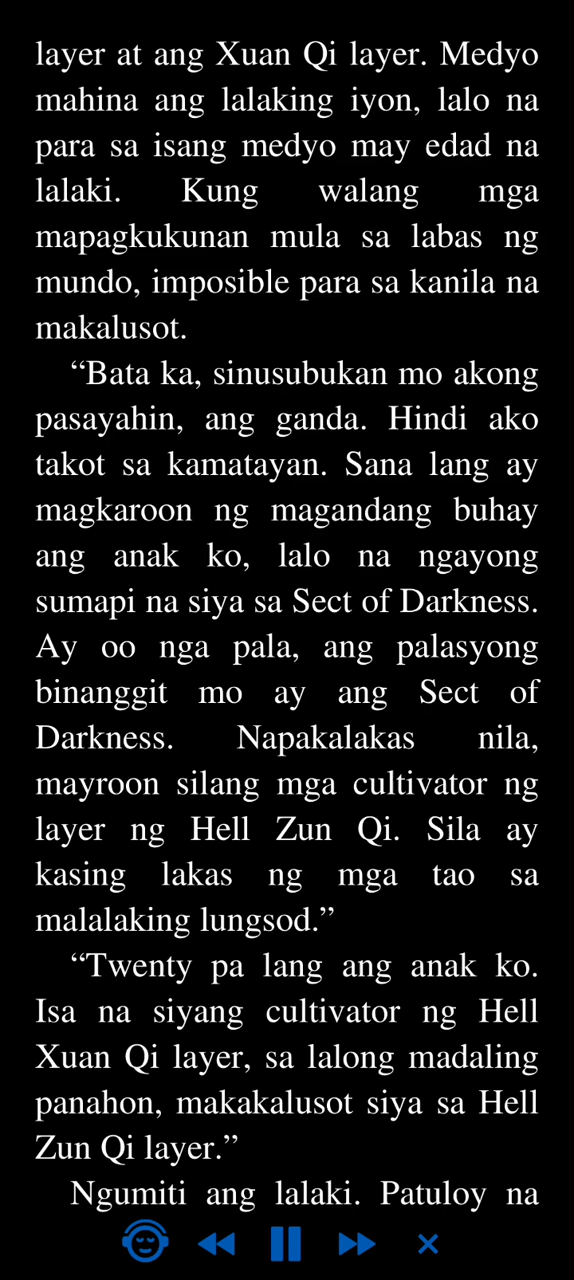 layer at ang Xuan Qi layer. Medyo
mahina ang lalaking iyon, lalo na
para sa isang medyo may edad na
lalaki. Kung walang mga
mapagkukunan mula sa labas ng
mundo, imposible para sa kanila na
makalusot.
“Bata ka, sinusubukan mo akong
pasayahin, ang ganda. Hindi ako
takot sa kamatayan. Sana lang ay
magkaroon ng magandang buhay
ang anak ko, lalo na ngayong
sumapi na siya sa Sect of Darkness.
Ay oo nga pala, ang palasyong
binanggit mo ay ang Sect of
Darkness. Napakalakas nila,
mayroon silang mga cultivator ng
layer ng Hell Zun Qi. Sila ay
kasing lakas ng mga tao sa
malalaking lungsod.”
“Twenty pa lang ang anak ko.
Isa na siyang cultivator ng Hell
Xuan Qi layer, sa lalong madaling
panahon, makakalusot siya sa Hell
Zun Qi layer.”
Ngumiti ang lalaki. Patuloy na